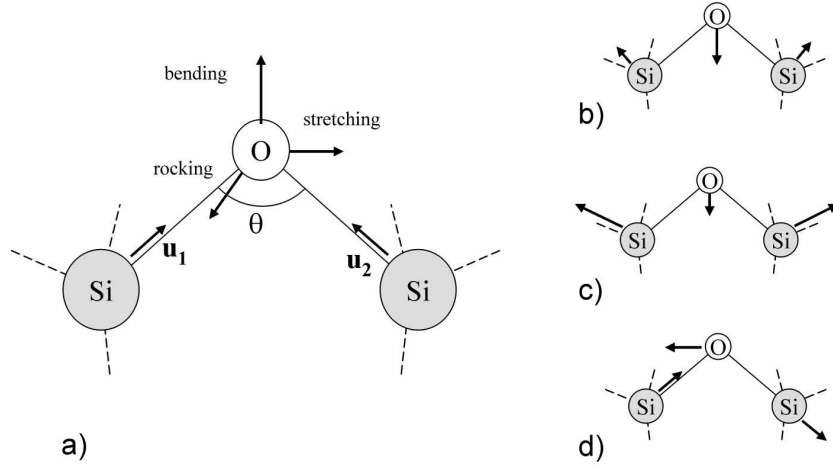 bending
stretching
O
rocking
θ
u1
u2
Si
Si
a)
O
Si
Si
b)
O
Si
Si
c)
O
Si
Si
d)